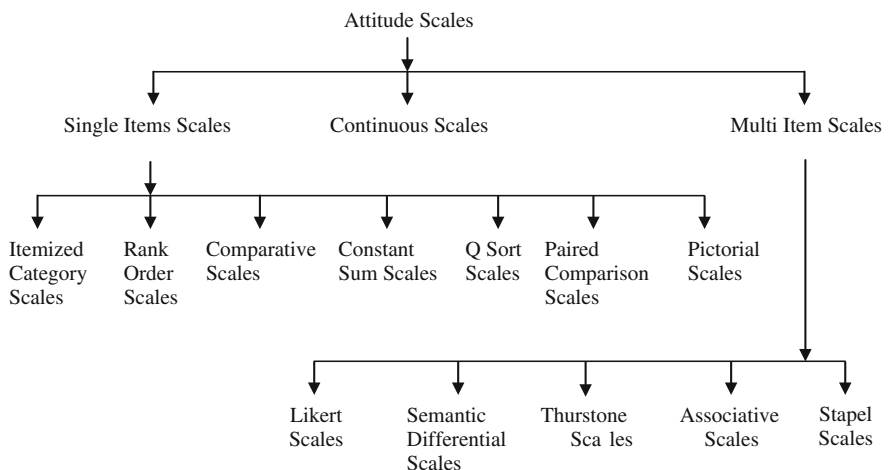 Attitude Scales
Single Items Scales
Continuous Scales
Multi Item Scales
Itemized
Category
Scales
Rank
Order
Scales
Comparative
Scales
Constant
Sum Scales
Q Sort
Scales
Paired
Comparison
Scales
Pictorial
Scales
Likert
Scales
Semantic
Differential
Scales
Thurstone
Sca les
Associative
Scales
Stapel
Scales